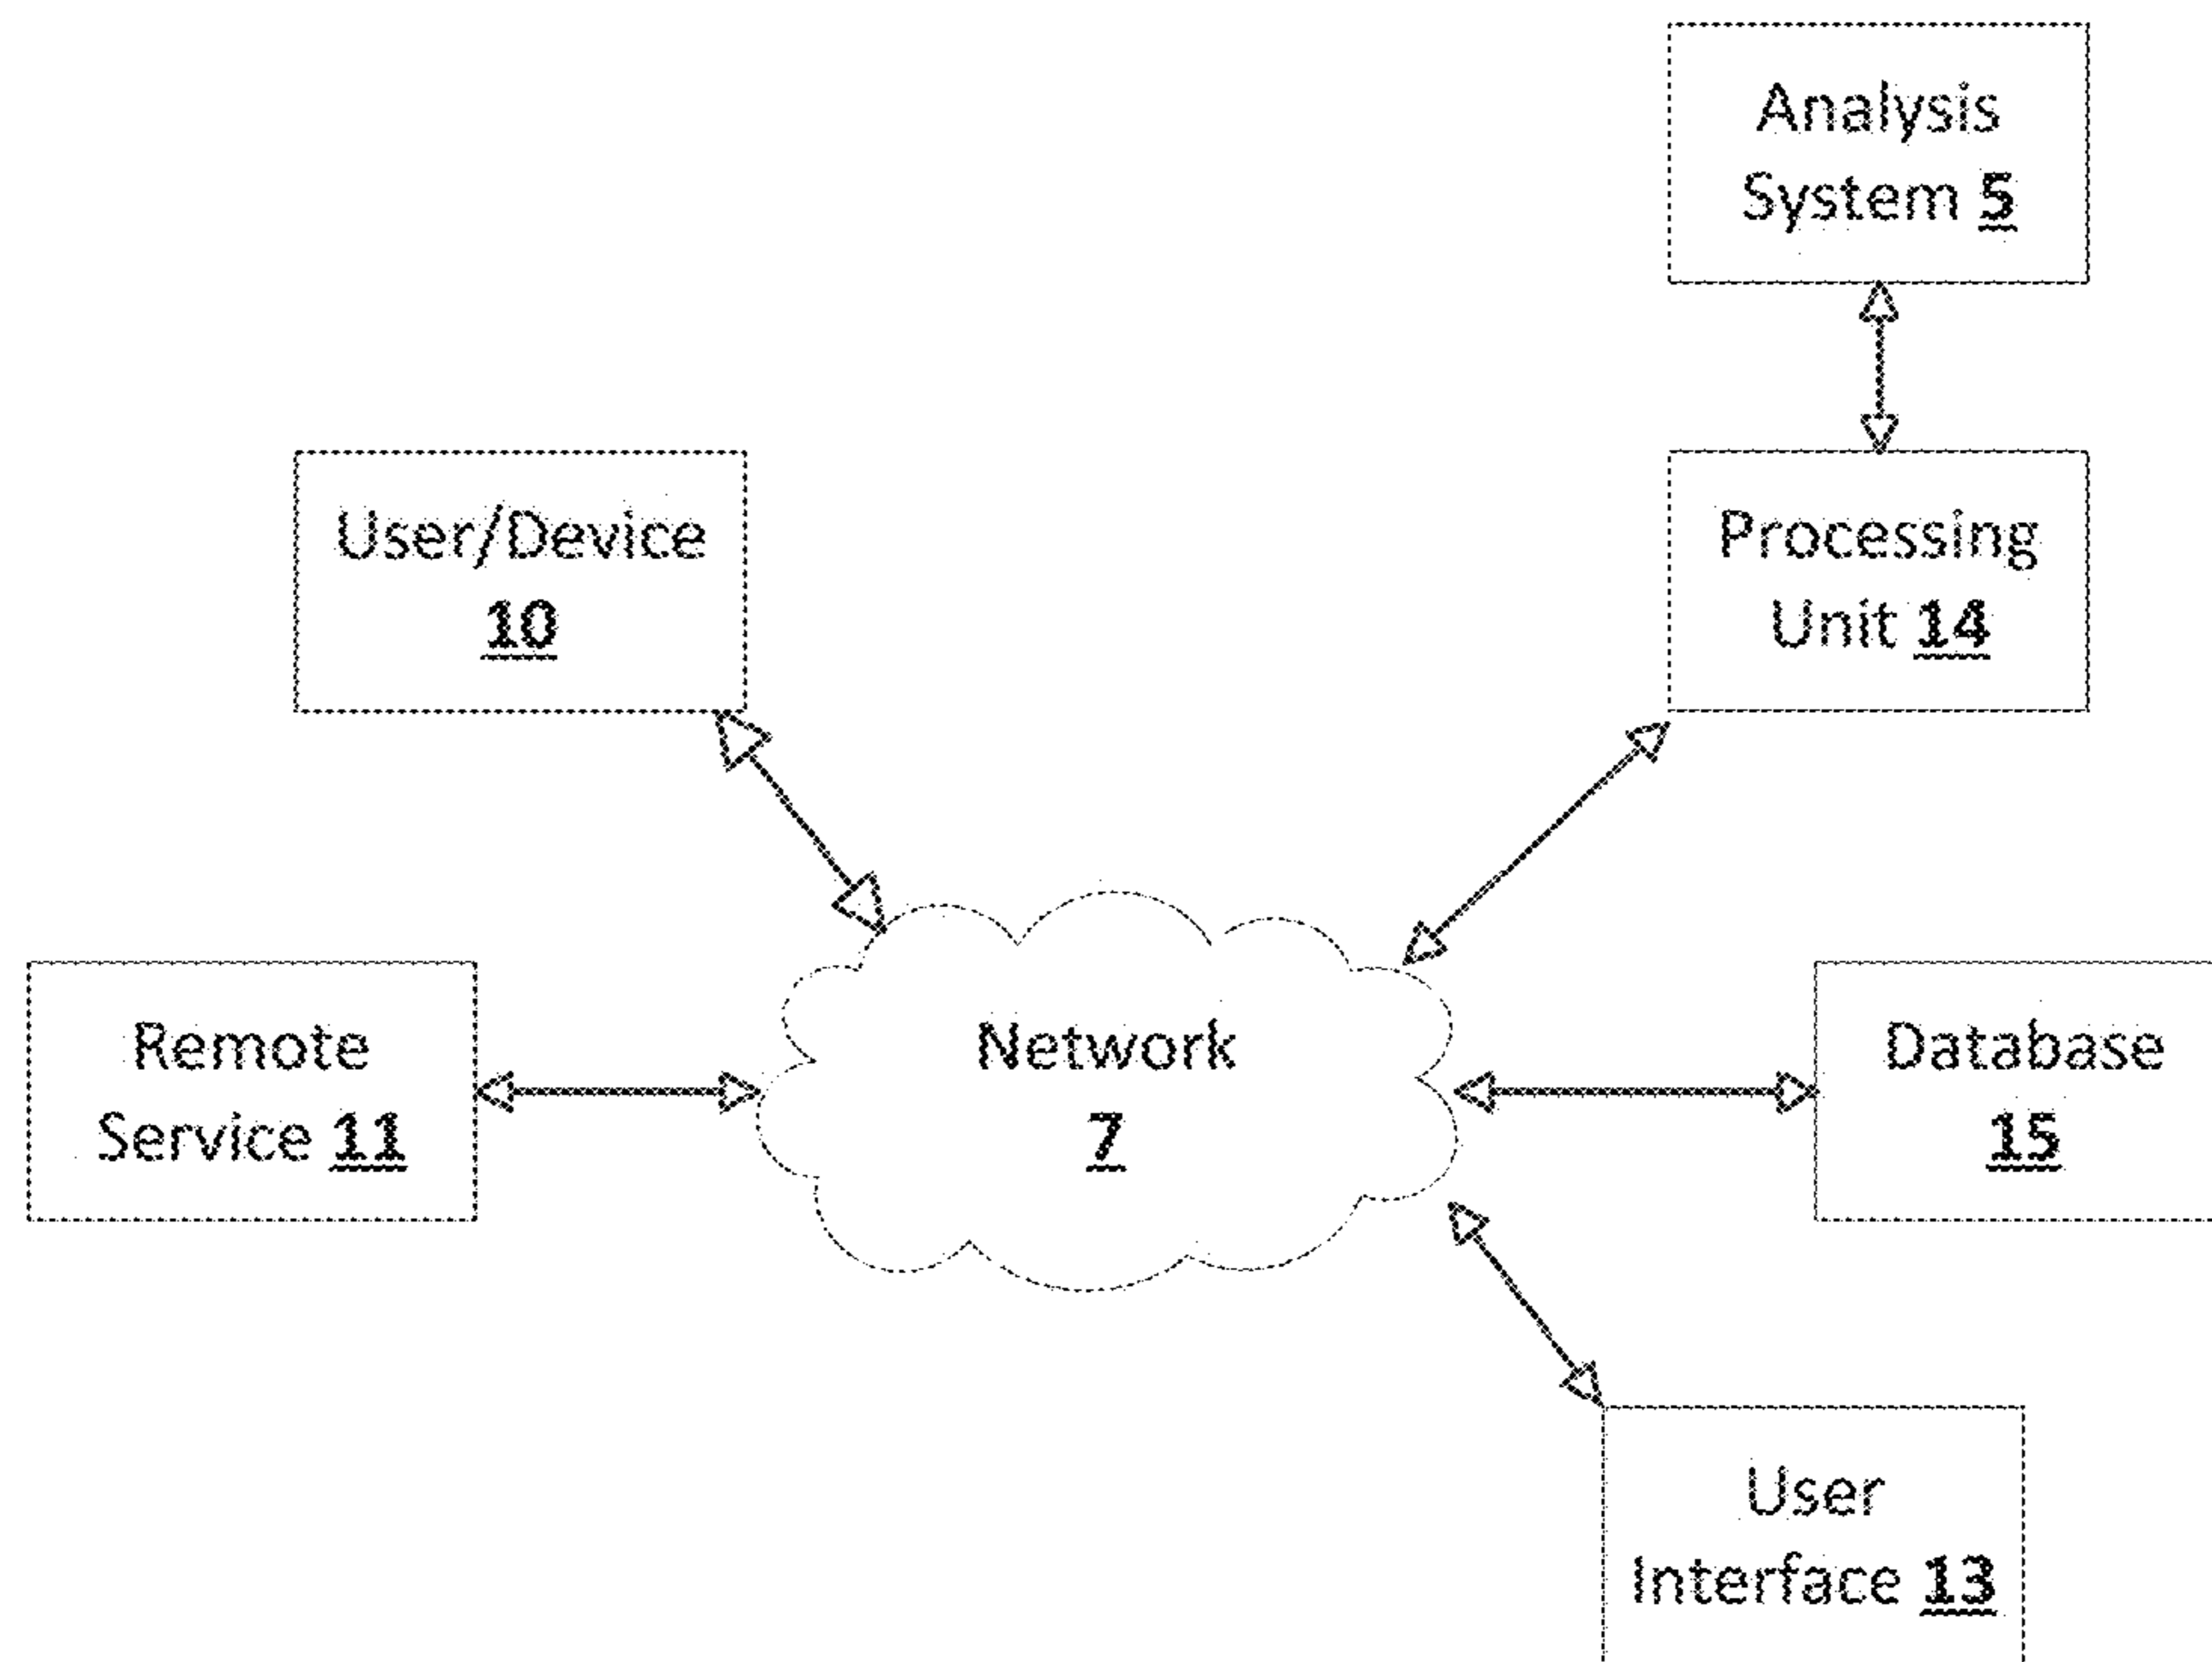 Analysis
System 5
User/Device
10
Processing
Unit 14
Remote
Service 11
Network
7
Database
15
User
Interface 13